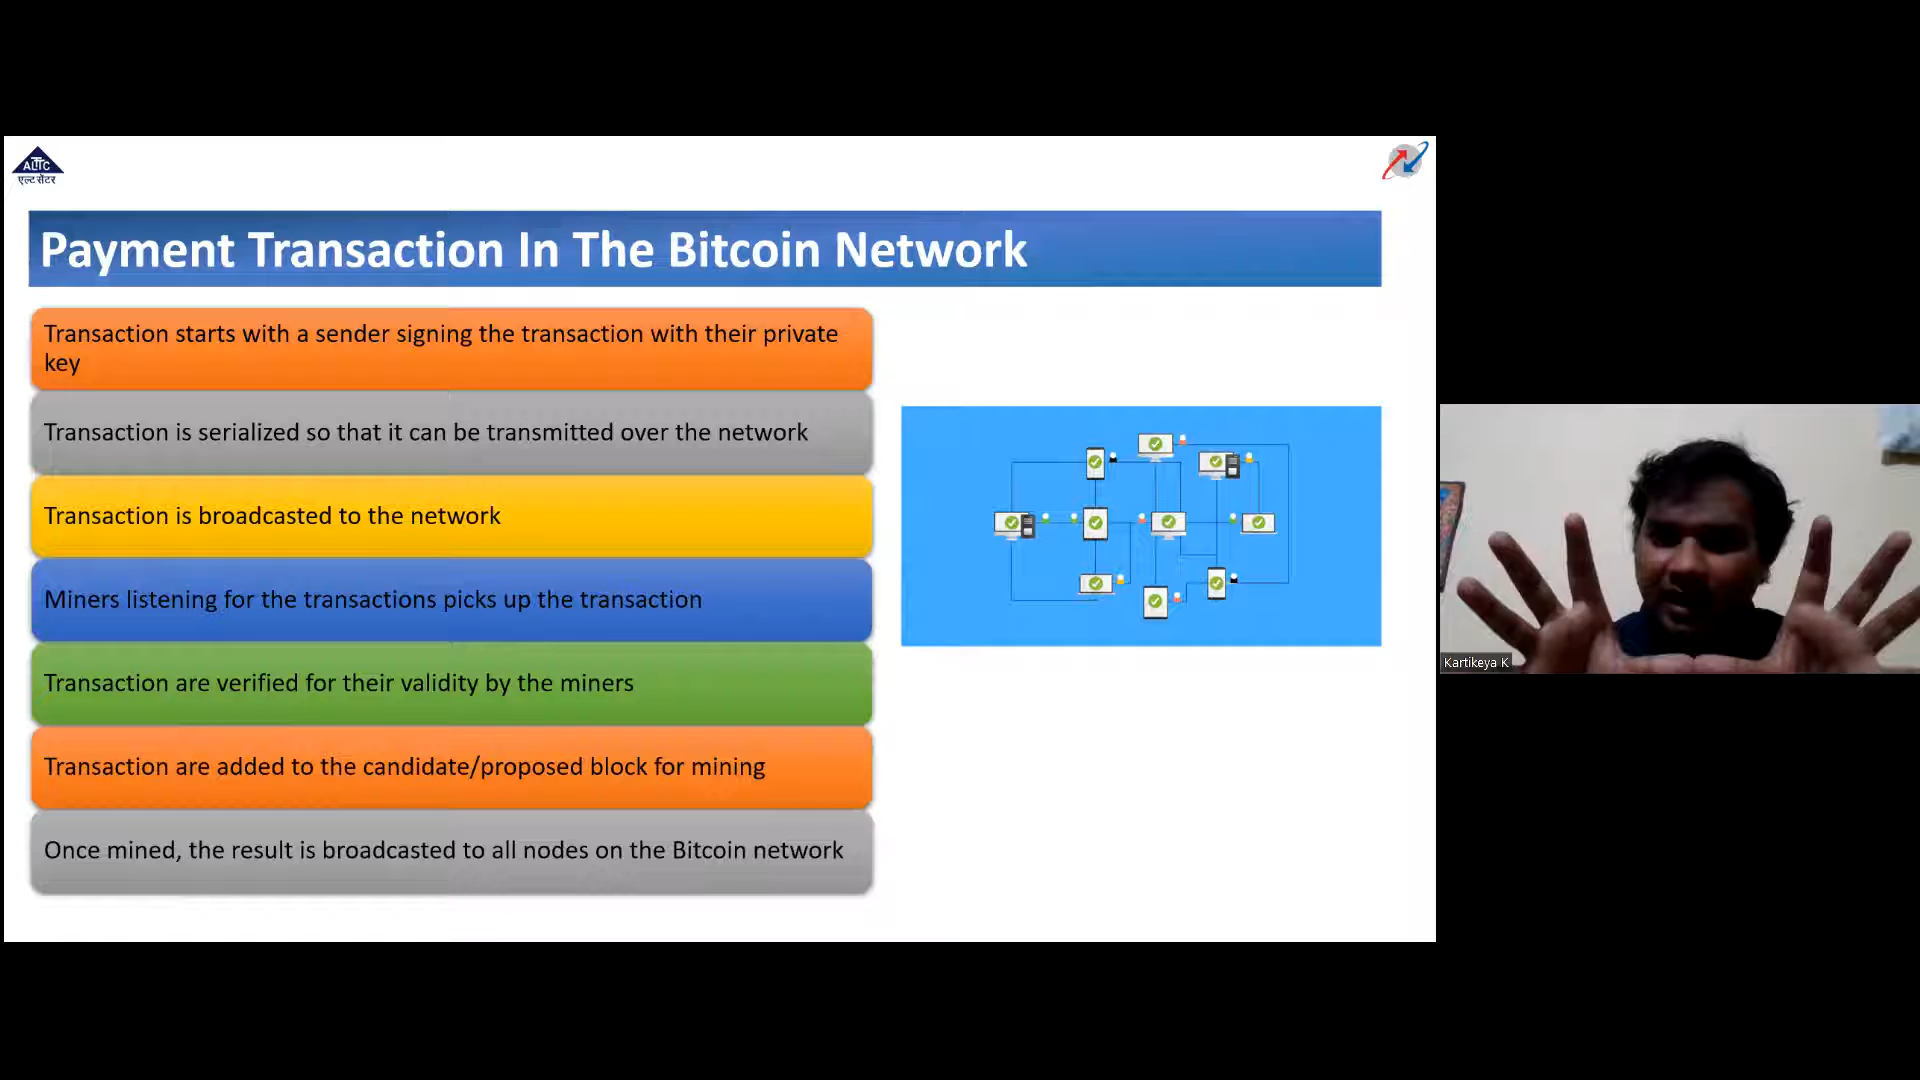 ALTTC
एल्ट सेंटर
Payment Transaction In The Bitcoin Network
Transaction starts with a sender signing the transaction with their private
key
Transaction is serialized so that it can be transmitted over the network
Transaction is broadcasted to the network
Miners listening for the transactions picks up the transaction
Transaction are verified for their validity by the miners
Transaction are added to the candidate/proposed block for mining
Once mined, the result is broadcasted to all nodes on the Bitcoin network
Kartikeya K